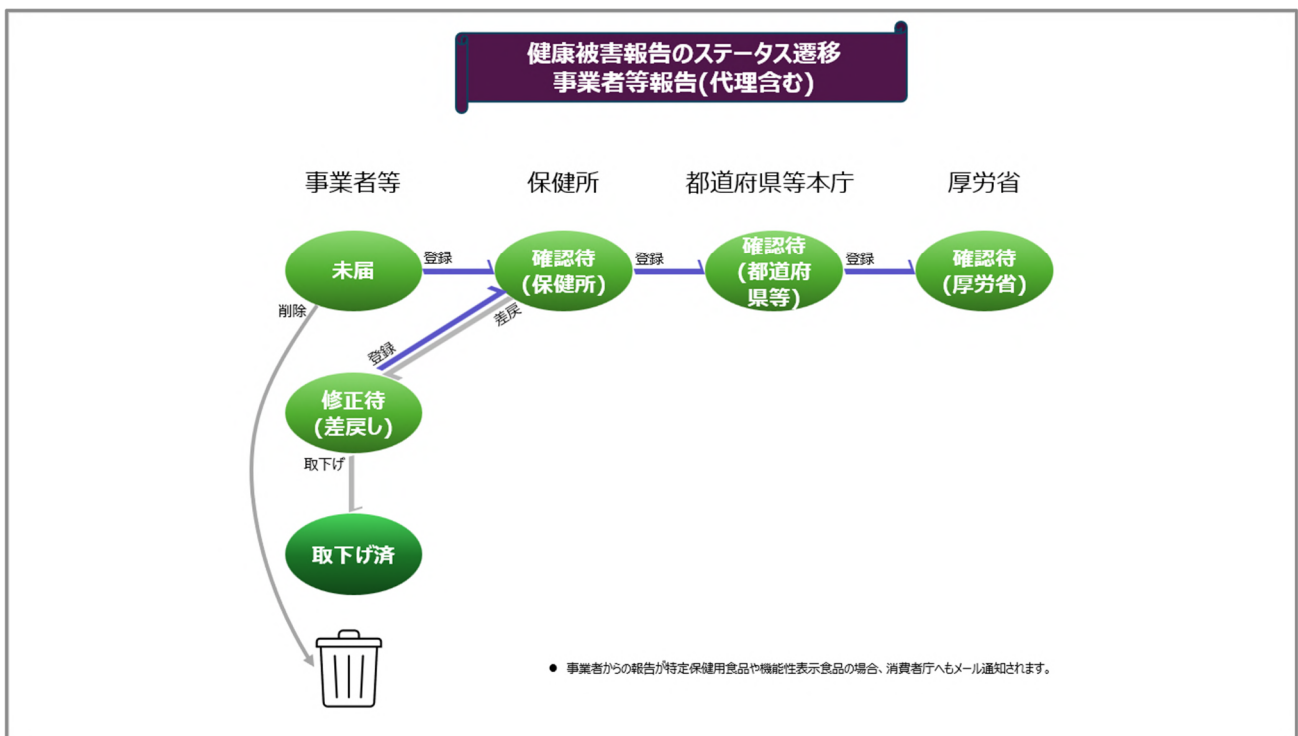 健康被害報告のステータス遷移
事業者等報告(代理含む)
事業者等
保健所
都道府県等本庁
厚労省
未届
登録
確認待
(保健所)
登録
確認待
(都道府
県等)
登録
確認待
(厚労省)
削除
差戻
登録
修正待
(差戻し)
取下げ
取下げ済
● 事業者からの報告が特定保健用食品や機能性表示食品の場合、消費者庁へもメール通知されます。